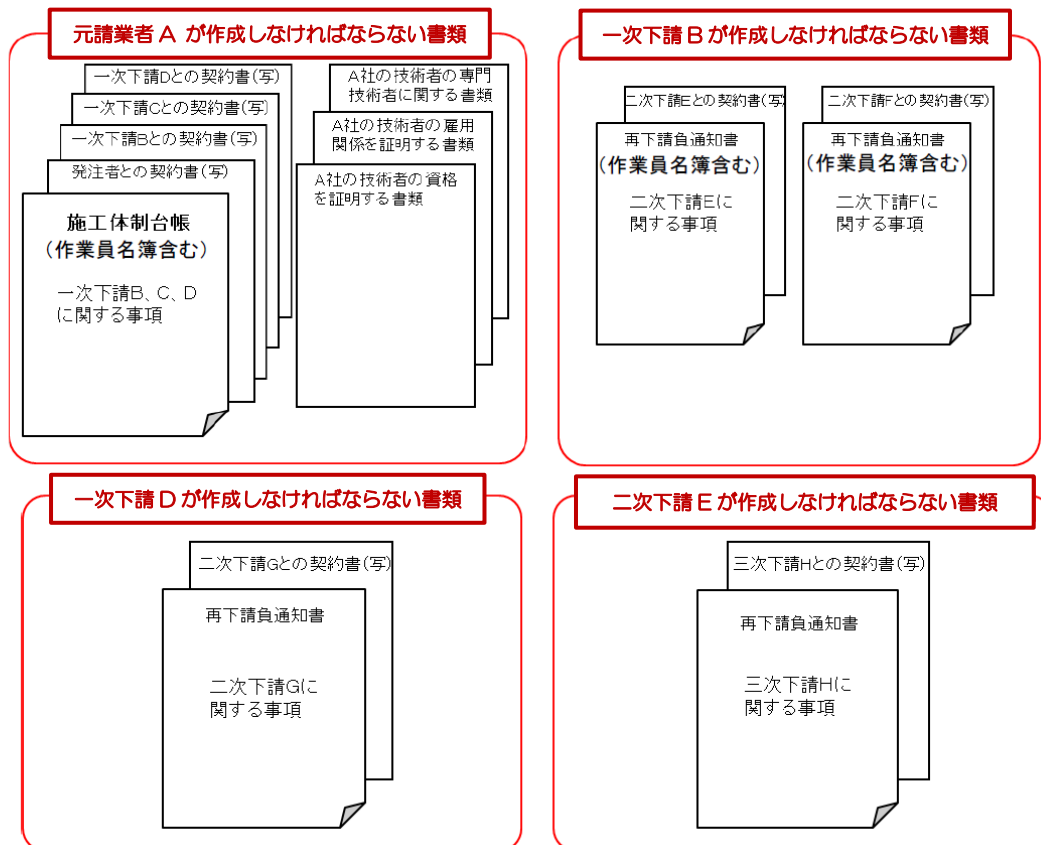 元請業者A が作成しなければならない書類
一次下請Dとの契約書(写)
一次下請Cとの契約書(写)
一次下請Bとの契約書(写)
発注者との契約書(写)
施工体制台帳
(作業員名簿含む)
一次下請B、C、D
に関する事項
A社の技術者の専門
技術者に関する書類
A社の技術者の雇用
関係を証明する書類
A社の技術者の資格
を証明する書類
一次下請Bが作成しなければならない書類
二次下請Eとの契約書(写)
再下請負通知書
(作業員名簿含む)
二次下請Eに
関する事項
二次下請Fとの契約書(写)
再下請負通知書
(作業員名簿含む)
二次下請Fに
関する事項
一次下請Dが作成しなければならない書類
二次下請Gとの契約書(写)
再下請負通知書
二次下請Gに
関する事項
二次下請Eが作成しなければならない書類
三次下請Hとの契約書(写)
再下請負通知書
三次下請Hに
関する事項